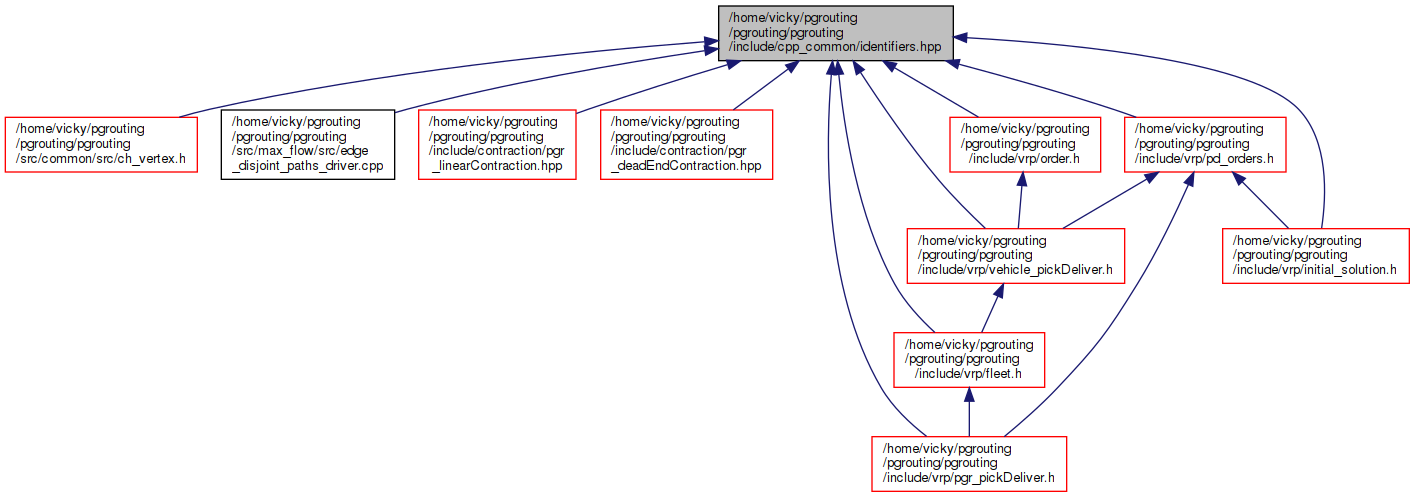 /home/vicky/pgrouting
/pgrouting/pgrouting
/include/cpp_common/identifiers.hpp
/home/vicky/pgrouting
/pgrouting/pgrouting
/src/common/src/ch_vertex.h
/home/vicky/pgrouting
/pgrouting/pgrouting
/src/max_flow/src/edge
_disjoint_paths_driver.cpp
/home/vicky/pgrouting
/pgrouting/pgrouting
/include/contraction/pgr
_linearContraction.hpp
/home/vicky/pgrouting
/pgrouting/pgrouting
/include/contraction/pgr
_deadEndContraction.hpp
/home/vicky/pgrouting
/pgrouting/pgrouting
/include/vrp/order.h
/home/vicky/pgrouting
/pgrouting/pgrouting
/include/vrp/pd_orders.h
/home/vicky/pgrouting
/pgrouting/pgrouting
/include/vrp/vehicle_pickDeliver.h
/home/vicky/pgrouting
/pgrouting/pgrouting
/include/vrp/initial_solution.h
/home/vicky/pgrouting
/pgrouting/pgrouting
/include/vrp/fleet.h
/home/vicky/pgrouting
/pgrouting/pgrouting
/include/vrp/pgr_pickDeliver.h